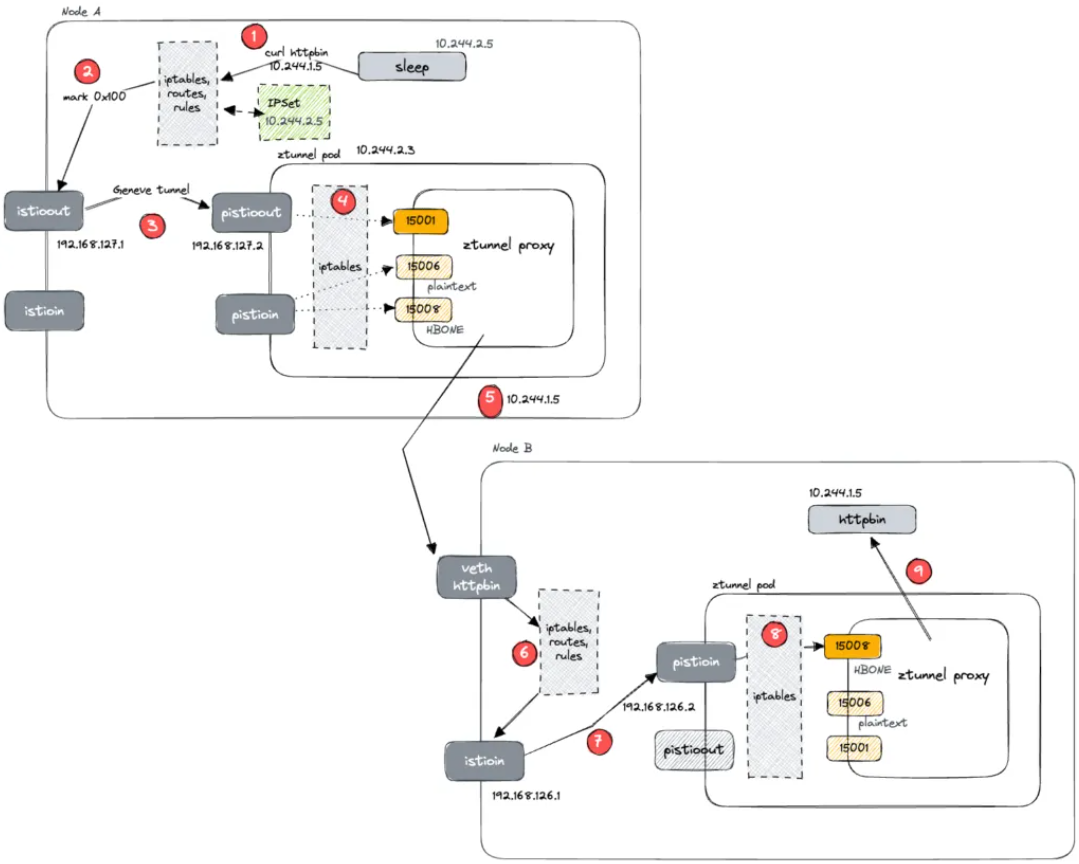 Node A
1
curl httpbin
10.244.1.5
10.244.2.5
sleep
2
mark 0x100
iptables,
routes,
rules
IPSet
10.244.2.5
ztunnel pod
10.244.2.3
istioout
Geneve tunnel
3
192.168.127.1
pistioout
192.168.127.2
4
iptables
15001
ztunnel proxy
15006
plaintext
15008
HBONE
istioin
pistioin
5
10.244.1.5
Node B
10.244.1.5
httpbin
9
veth
httpbin
iptables,
routes,
rules
6
ztunnel pod
pistioin
192.168.126.2
8
iptables
15008
HBONE
ztunnel proxy
15006
plaintext
15001
pistioout
7
istioin
192.168.126.1